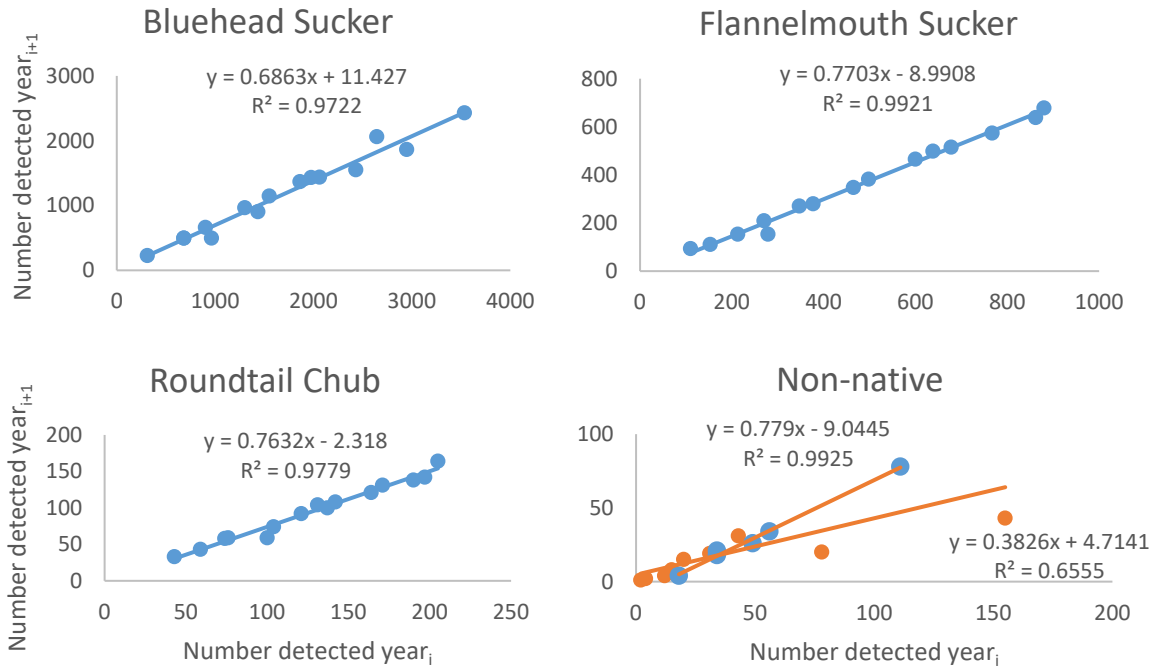 Bluehead Sucker
Number detected year i+1
y = 0.6863x + 11.427
R² = 0.9722
3000
2000
1000
0
0 1000 2000 3000 4000
Flannelmouth Sucker
y = 0.7703x - 8.9908
R² = 0.9921
800
600
400
200
0
0 200 400 600 800 1000
Roundtail Chub
Number detected year i+1
y = 0.7632x - 2.318
R² = 0.9779
200
150
100
50
0
0 50 100 150 200 250
Number detected year i
Non-native
y = 0.779x - 9.0445
R² = 0.9925
100
50
0
y = 0.3826x + 4.7141
R² = 0.6555
0 50 100 150 200
Number detected year i